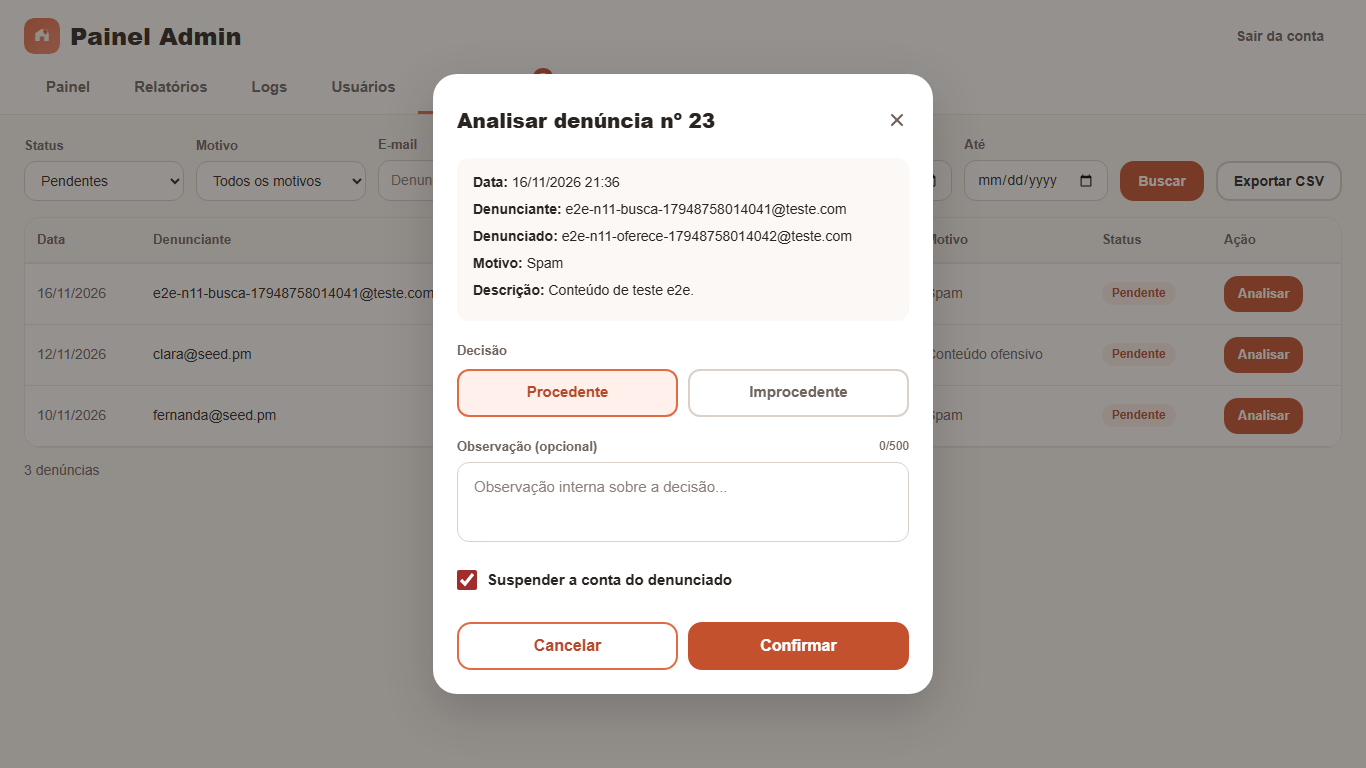 Painel Admin
Sair da conta
Painel
Relatórios
Logs
Usuários
Status
Motivo
E-mail
Até
Pendentes
Todos os motivos
Denun
mm/dd/yyyy
Buscar
Exportar CSV
Data
Denunciante
Motivo
Status
Ação
16/11/2026
e2e-n11-busca-17948758014041@teste.com
Spam
Pendente
Analisar
12/11/2026
clara@seed.pm
Conteúdo ofensivo
Pendente
Analisar
10/11/2026
fernanda@seed.pm
Spam
Pendente
Analisar
3 denúncias
Analisar denúncia nº 23
Data: 16/11/2026 21:36
Denunciante: e2e-n11-busca-17948758014041@teste.com
Denunciado: e2e-n11-oferece-17948758014042@teste.com
Motivo: Spam
Descrição: Conteúdo de teste e2e.
Decisão
Procedente
Improcedente
Observação (opcional)
0/500
Observação interna sobre a decisão...
Suspender a conta do denunciado
Cancelar
Confirmar